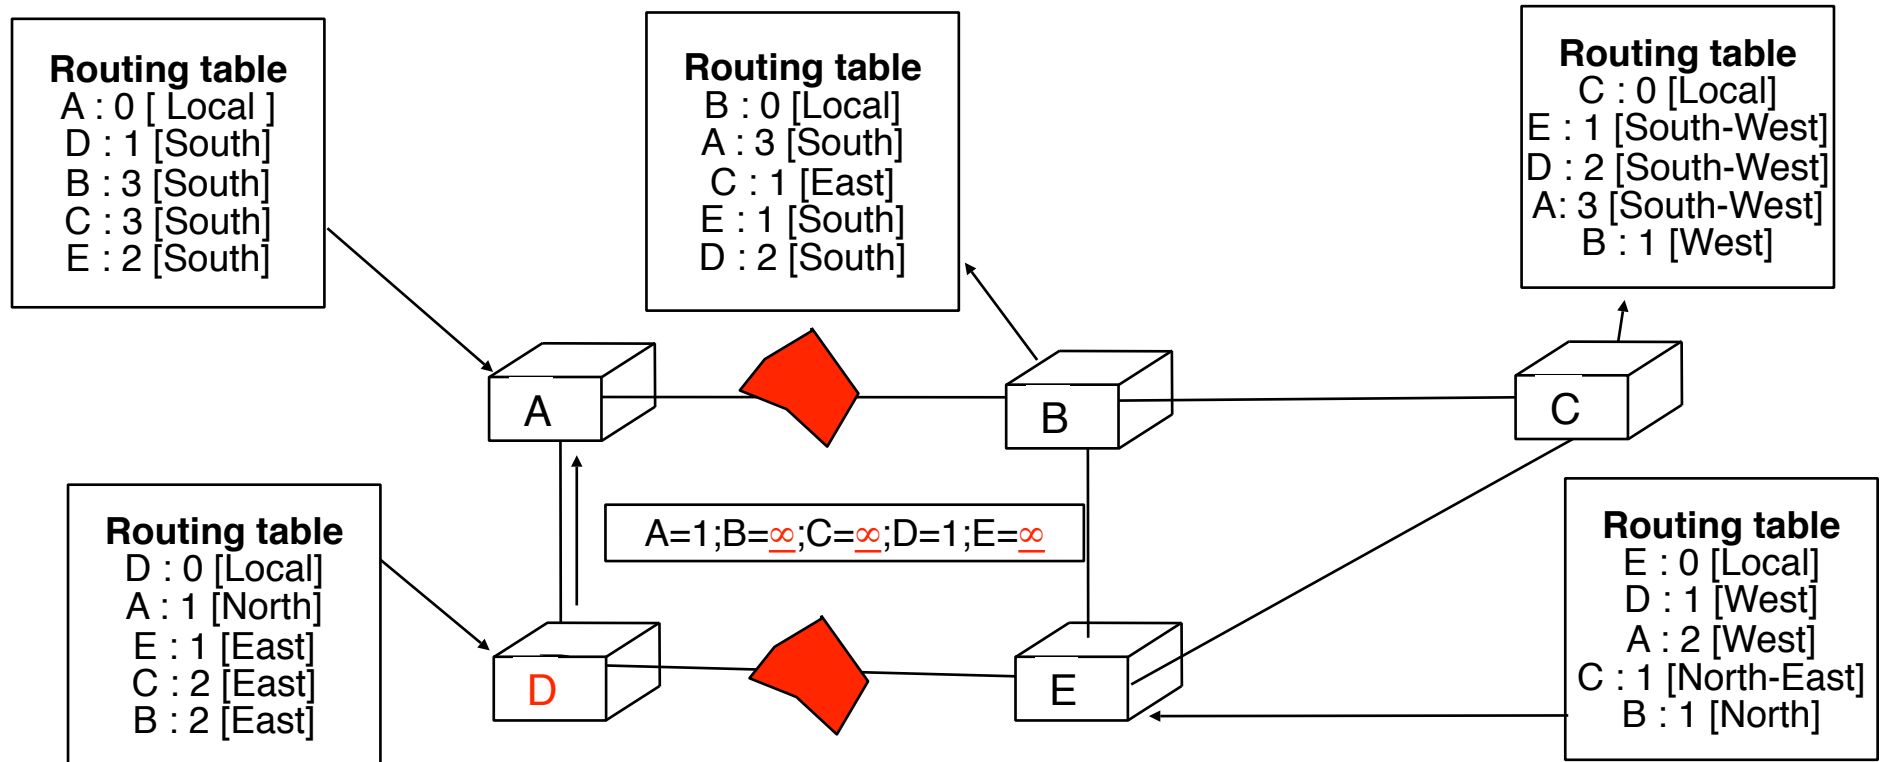 Routing table
A : 0 [ Local ]
D : 1 [South]
B : 3 [South]
C : 3 [South]
E : 2 [South]
Routing table
B : 0 [Local]
A : 3 [South]
C : 1 [East]
E : 1 [South]
D : 2 [South]
Routing table
C : 0 [Local]
E : 1 [South-West]
D : 2 [South-West]
A: 3 [South-West]
B : 1 [West]
A
B
C
A=1;B=∞;C=∞;D=1;E=∞
Routing table
D : 0 [Local]
A : 1 [North]
E : 1 [East]
C : 2 [East]
B : 2 [East]
D
E
Routing table
E : 0 [Local]
D : 1 [West]
A : 2 [West]
C : 1 [North-East]
B : 1 [North]